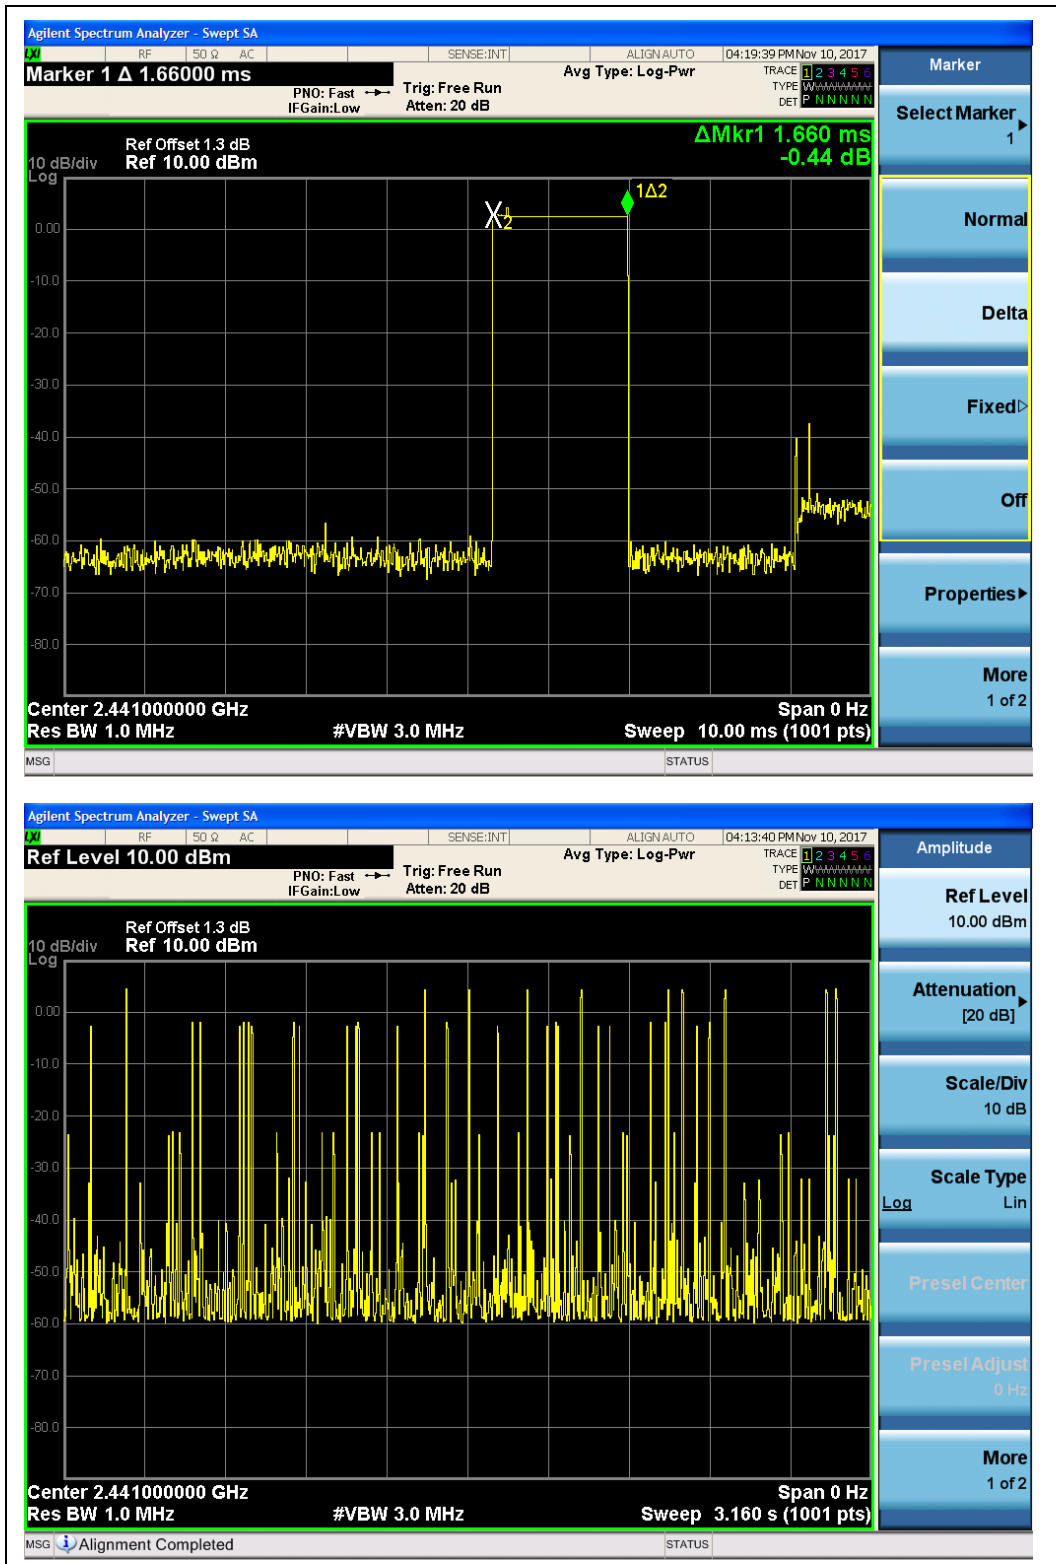 Agilent Spectrum Analyzer - Swept SA
LXI RF 50 Ω AC SENSE:INT ALIGNAUTO 04:19:39 PMNov 10, 2017
Marker 1 Δ 1.66000 ms
Avg Type: Log-Pwr
TRACE 1 2 3 4 5 6
PNO: Fast Trig: Free Run
TYPE W
IFGain:Low Atten: 20 dB
DET P N N N N N
Ref Offset 1.3 dB
ΔMkr1 1.660 ms
10 dB/div Ref 10.00 dBm
-0.44 dB
Log
1Δ2
X2
0.00
-10.0
-20.0
-30.0
-40.0
-50.0
-60.0
-70.0
-80.0
Center 2.441000000 GHz Span 0 Hz
Res BW 1.0 MHz #VBW 3.0 MHz Sweep 10.00 ms (1001 pts)
MSG STATUS
Marker
Select Marker
1
Normal
Delta
Fixed
Off
Properties
More
1 of 2
Agilent Spectrum Analyzer - Swept SA
LXI RF 50 Ω AC SENSE:INT ALIGNAUTO 04:13:40 PMNov 10, 2017
Ref Level 10.00 dBm
Avg Type: Log-Pwr
TRACE 1 2 3 4 5 6
PNO: Fast Trig: Free Run
TYPE W
IFGain:Low Atten: 20 dB
DET P N N N N N
Ref Offset 1.3 dB
10 dB/div Ref 10.00 dBm
Log
0.00
-10.0
-20.0
-30.0
-40.0
-50.0
-60.0
-70.0
-80.0
Center 2.441000000 GHz Span 0 Hz
Res BW 1.0 MHz #VBW 3.0 MHz Sweep 3.160 s (1001 pts)
MSG Alignment Completed STATUS
Amplitude
Ref Level
10.00 dBm
Attenuation
[20 dB]
Scale/Div
10 dB
Scale Type
Log Lin
Presel Center
Presel Adjust
0 Hz
More
1 of 2